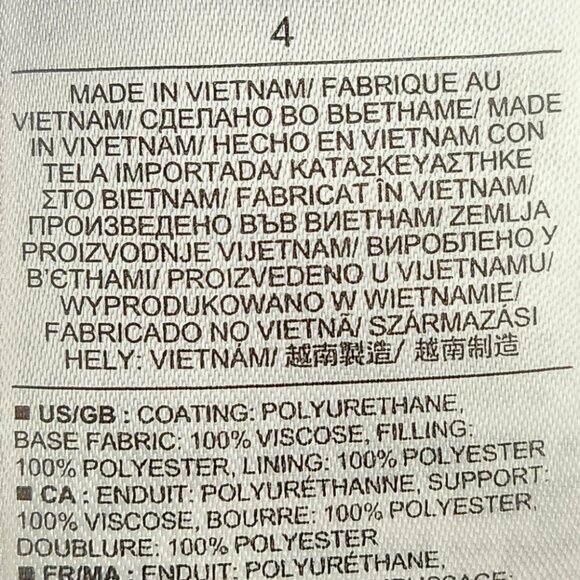 4
MADE IN VIETNAM/ FABRIQUE AU
VIETNAM/ СДЕЛАНО ВО ВЬЕТНАМЕ/ MADE
IN VIYETNAM/ HECHO EN VIETNAM CON
TELA IMPORTADA/ ΚΑΤΑΣΚΕΥΑΣΤΗΚΕ
ΣΤΟ ΒΙΕΤΝΑΜ/ FABRICAT ÎN VIETNAM/
ПРОИЗВЕДЕНО ВЪВ ВИЕТНАМ/ ZEMLJA
PROIZVODNJE VIJETNAM/ ВИРОБЛЕНО У
В'ЄТНАМІ/ PROIZVEDENO U VIJETNAMU/
WYPRODUKOWANO W WIETNAMIE/
FABRICADO NO VIETNÃ/ SZÁRMAZÁSI
HELY: VIETNÁM/ 越南製造/ 越南制造
■ US/GB : COATING: POLYURETHANE,
BASE FABRIC: 100% VISCOSE, FILLING:
100% POLYESTER, LINING: 100% POLYESTER
■ CA : ENDUIT: POLYURÉTHANNE, SUPPORT:
100% VISCOSE, BOURRE: 100% POLYESTER,
DOUBLURE: 100% POLYESTER
■ FR/MA : ENDUIT: POLYURÉTHANE,